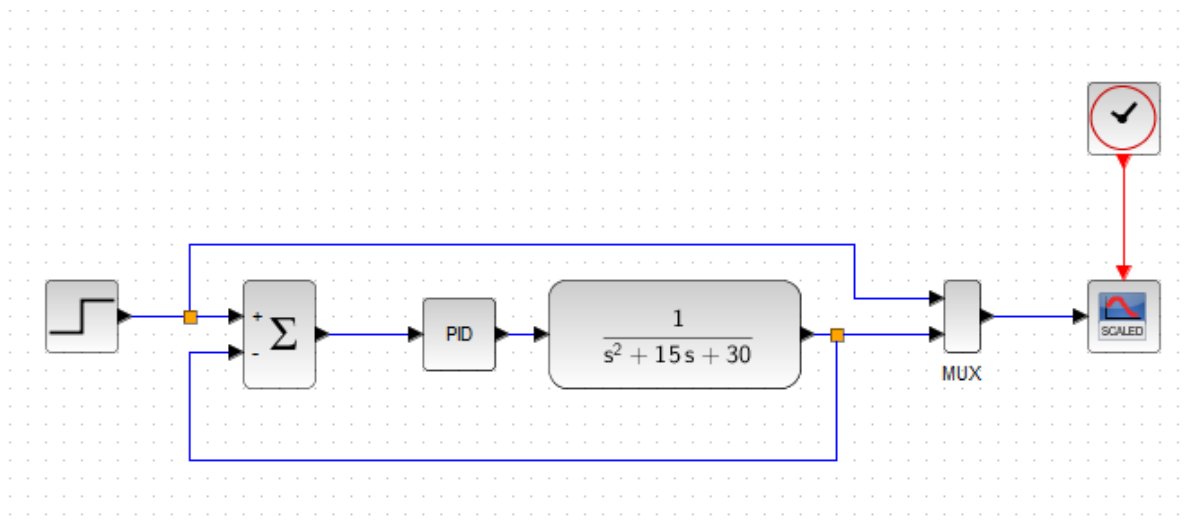 +
-
Σ
PID
1
s² + 15 s + 30
MUX
SCALED